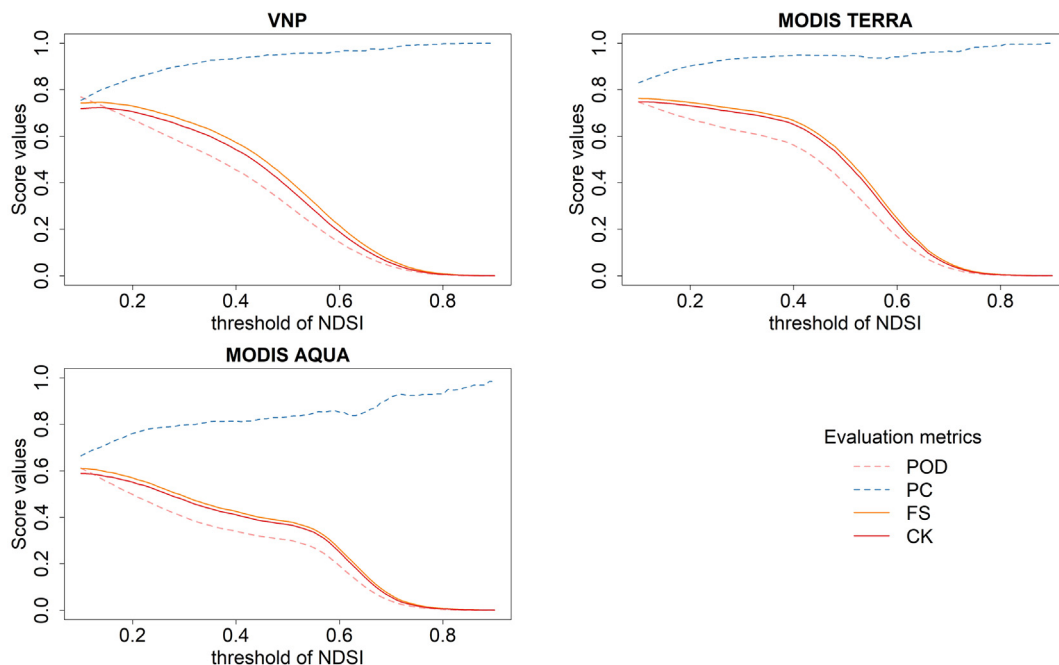 VNP
Score values
1.0
0.8
0.6
0.4
0.2
0.0
0.2 0.4 0.6 0.8
threshold of NDSI
MODIS TERRA
Score values
1.0
0.8
0.6
0.4
0.2
0.0
0.2 0.4 0.6 0.8
threshold of NDSI
MODIS AQUA
Score values
1.0
0.8
0.6
0.4
0.2
0.0
0.2 0.4 0.6 0.8
threshold of NDSI
Evaluation metrics
POD
PC
FS
CK